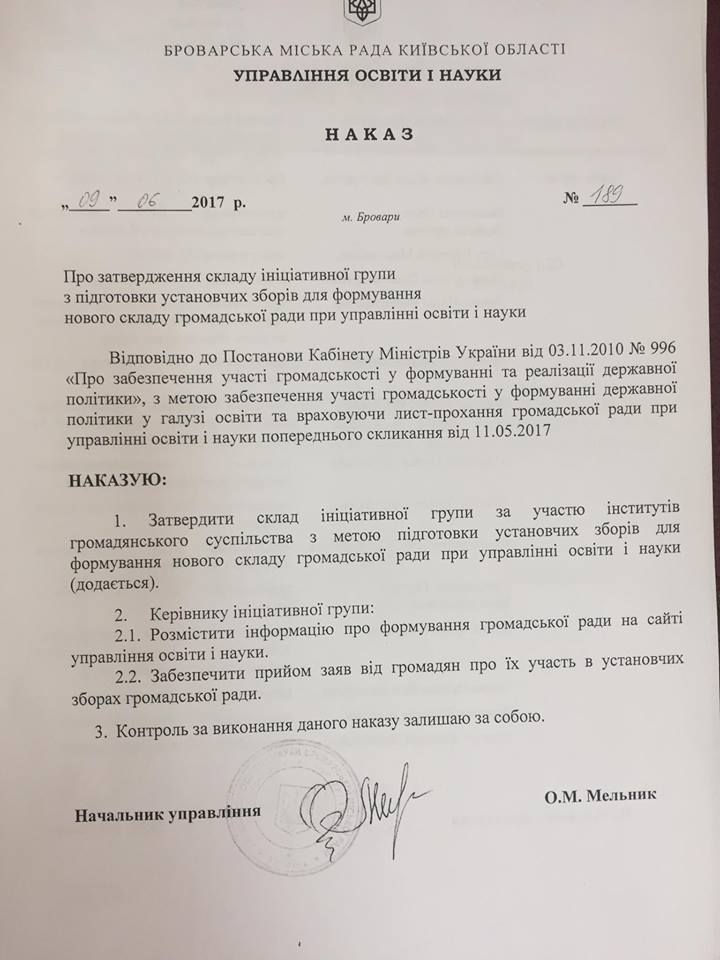 БРОВАРСЬКА МІСЬКА РАДА КИЇВСЬКОЇ ОБЛАСТІ
УПРАВЛІННЯ ОСВІТИ І НАУКИ
Н А К А З
„ 09 ” 06 2017 р.
№ 189
м. Бровари
Про затвердження складу ініціативної групи
з підготовки установчих зборів для формування
нового складу громадської ради при управлінні освіти і науки
Відповідно до Постанови Кабінету Міністрів України від 03.11.2010 № 996
«Про забезпечення участі громадськості у формуванні та реалізації державної
політики», з метою забезпечення участі громадськості у формуванні державної
політики у галузі освіти та враховуючи лист-прохання громадської ради при
управлінні освіти і науки попереднього скликання від 11.05.2017
НАКАЗУЮ:
1. Затвердити склад ініціативної групи за участю інститутів
громадянського суспільства з метою підготовки установчих зборів для
формування нового складу громадської ради при управлінні освіти і науки
(додається).
2. Керівнику ініціативної групи:
2.1. Розмістити інформацію про формування громадської ради на сайті
управління освіти і науки.
2.2. Забезпечити прийом заяв від громадян про їх участь в установчих
зборах громадської ради.
3. Контроль за виконання даного наказу залишаю за собою.
Начальник управління
О.М. Мельник